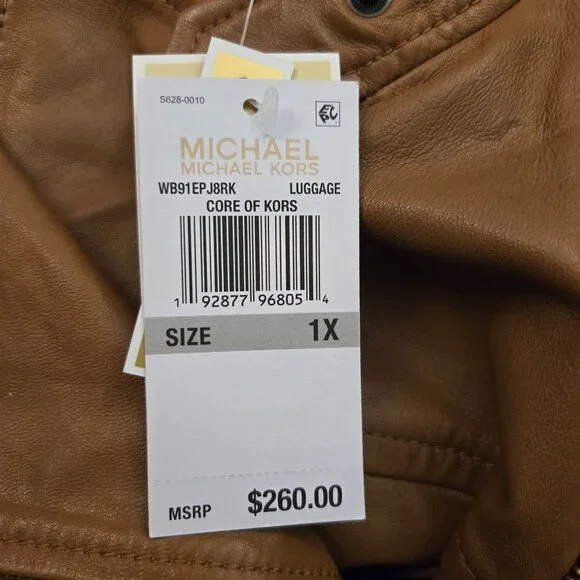 S628-0010
EPC
MICHAEL
MICHAEL KORS
WB91EPJ8RK LUGGAGE
CORE OF KORS
1 92877 96805 4
SIZE 1X
MSRP $260.00